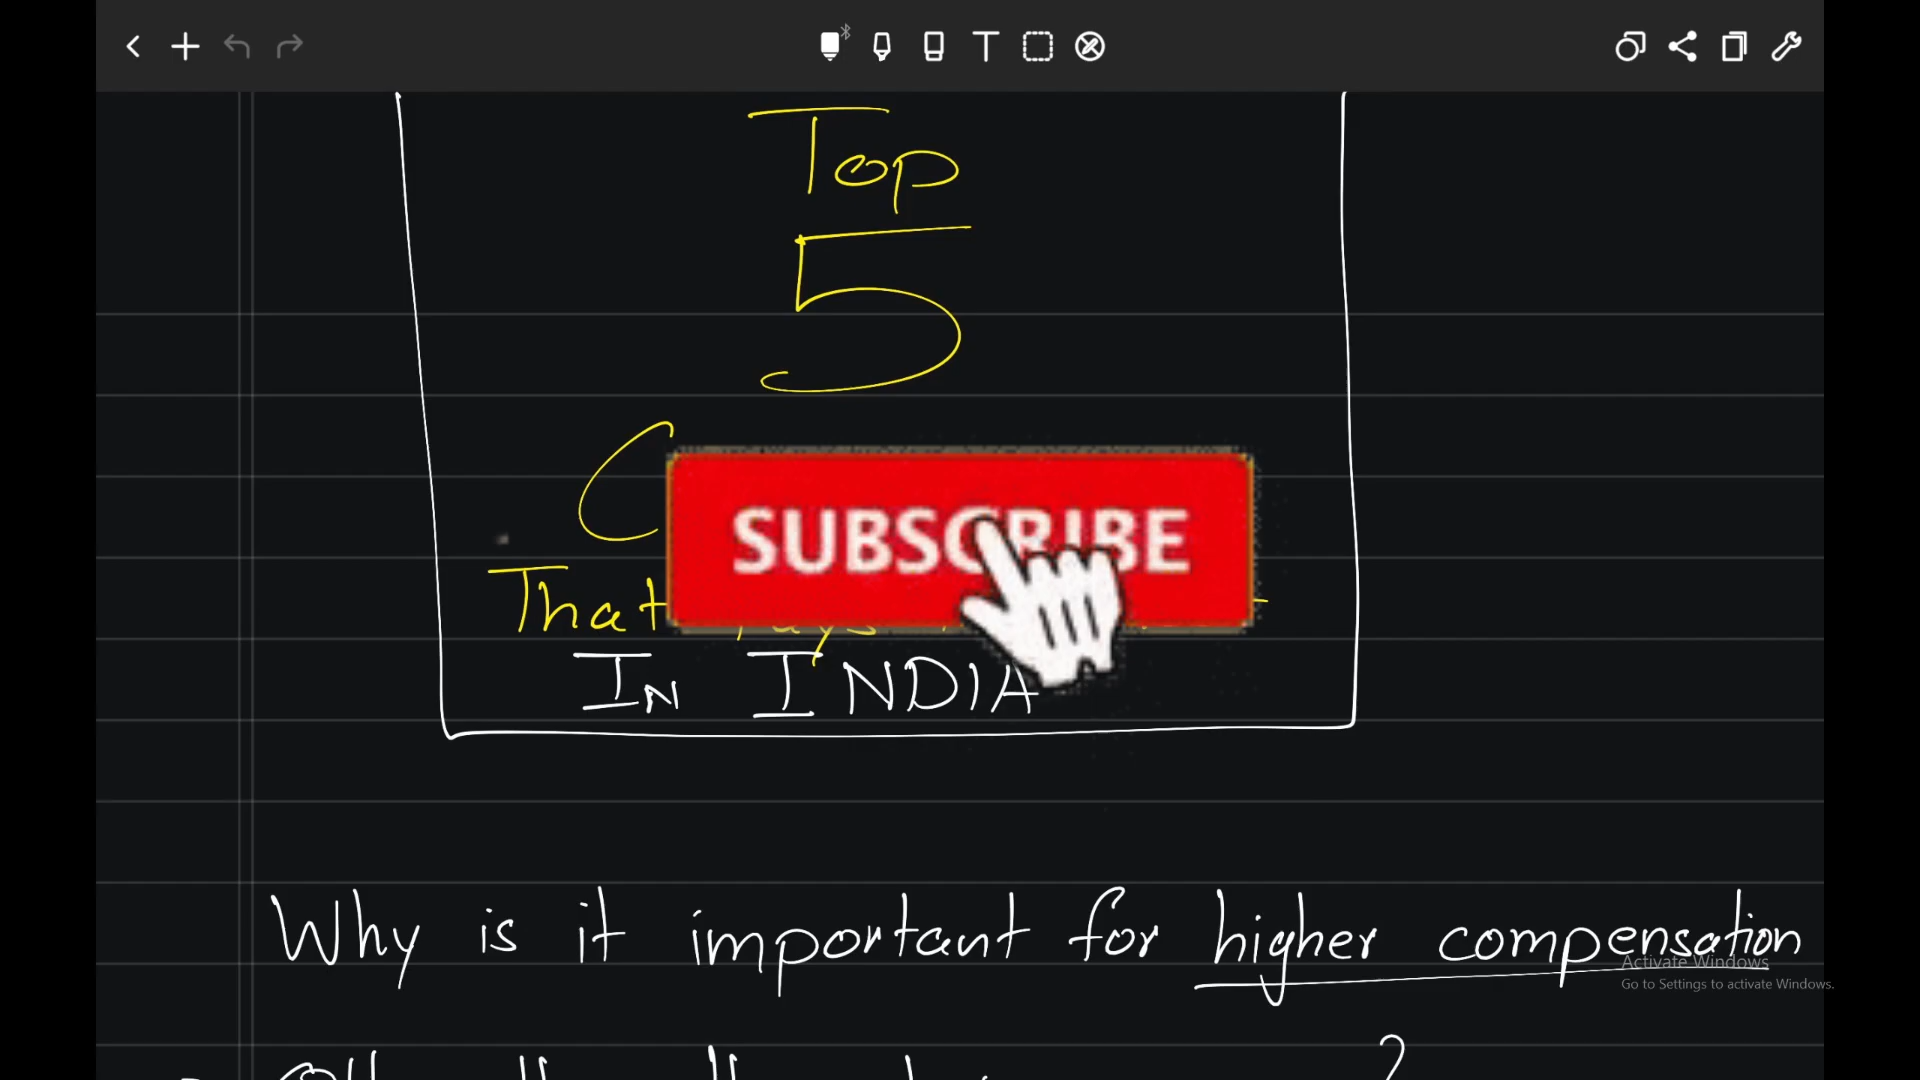 Top
5
SUBSCRIBE
That pays
In INDIA
Why is it important for higher compensation
Activate Windows
Go to Settings to activate Windows.